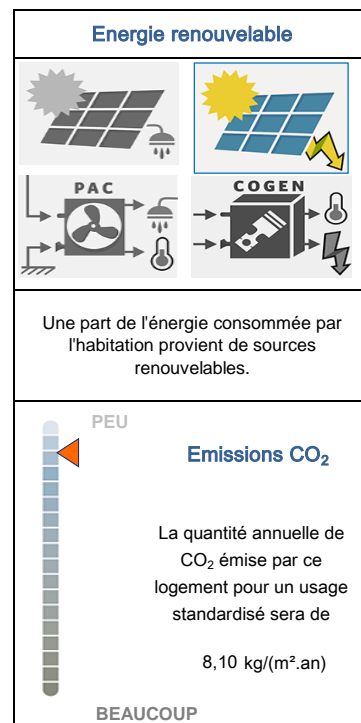 Energie renouvelable
PAC
COGEN
Une part de l'énergie consommée par
l'habitation provient de sources
renouvelables.
PEU
Emissions CO₂
La quantité annuelle de
CO₂ émise par ce
logement pour un usage
standardisé sera de
8,10 kg/(m².an)
BEAUCOUP